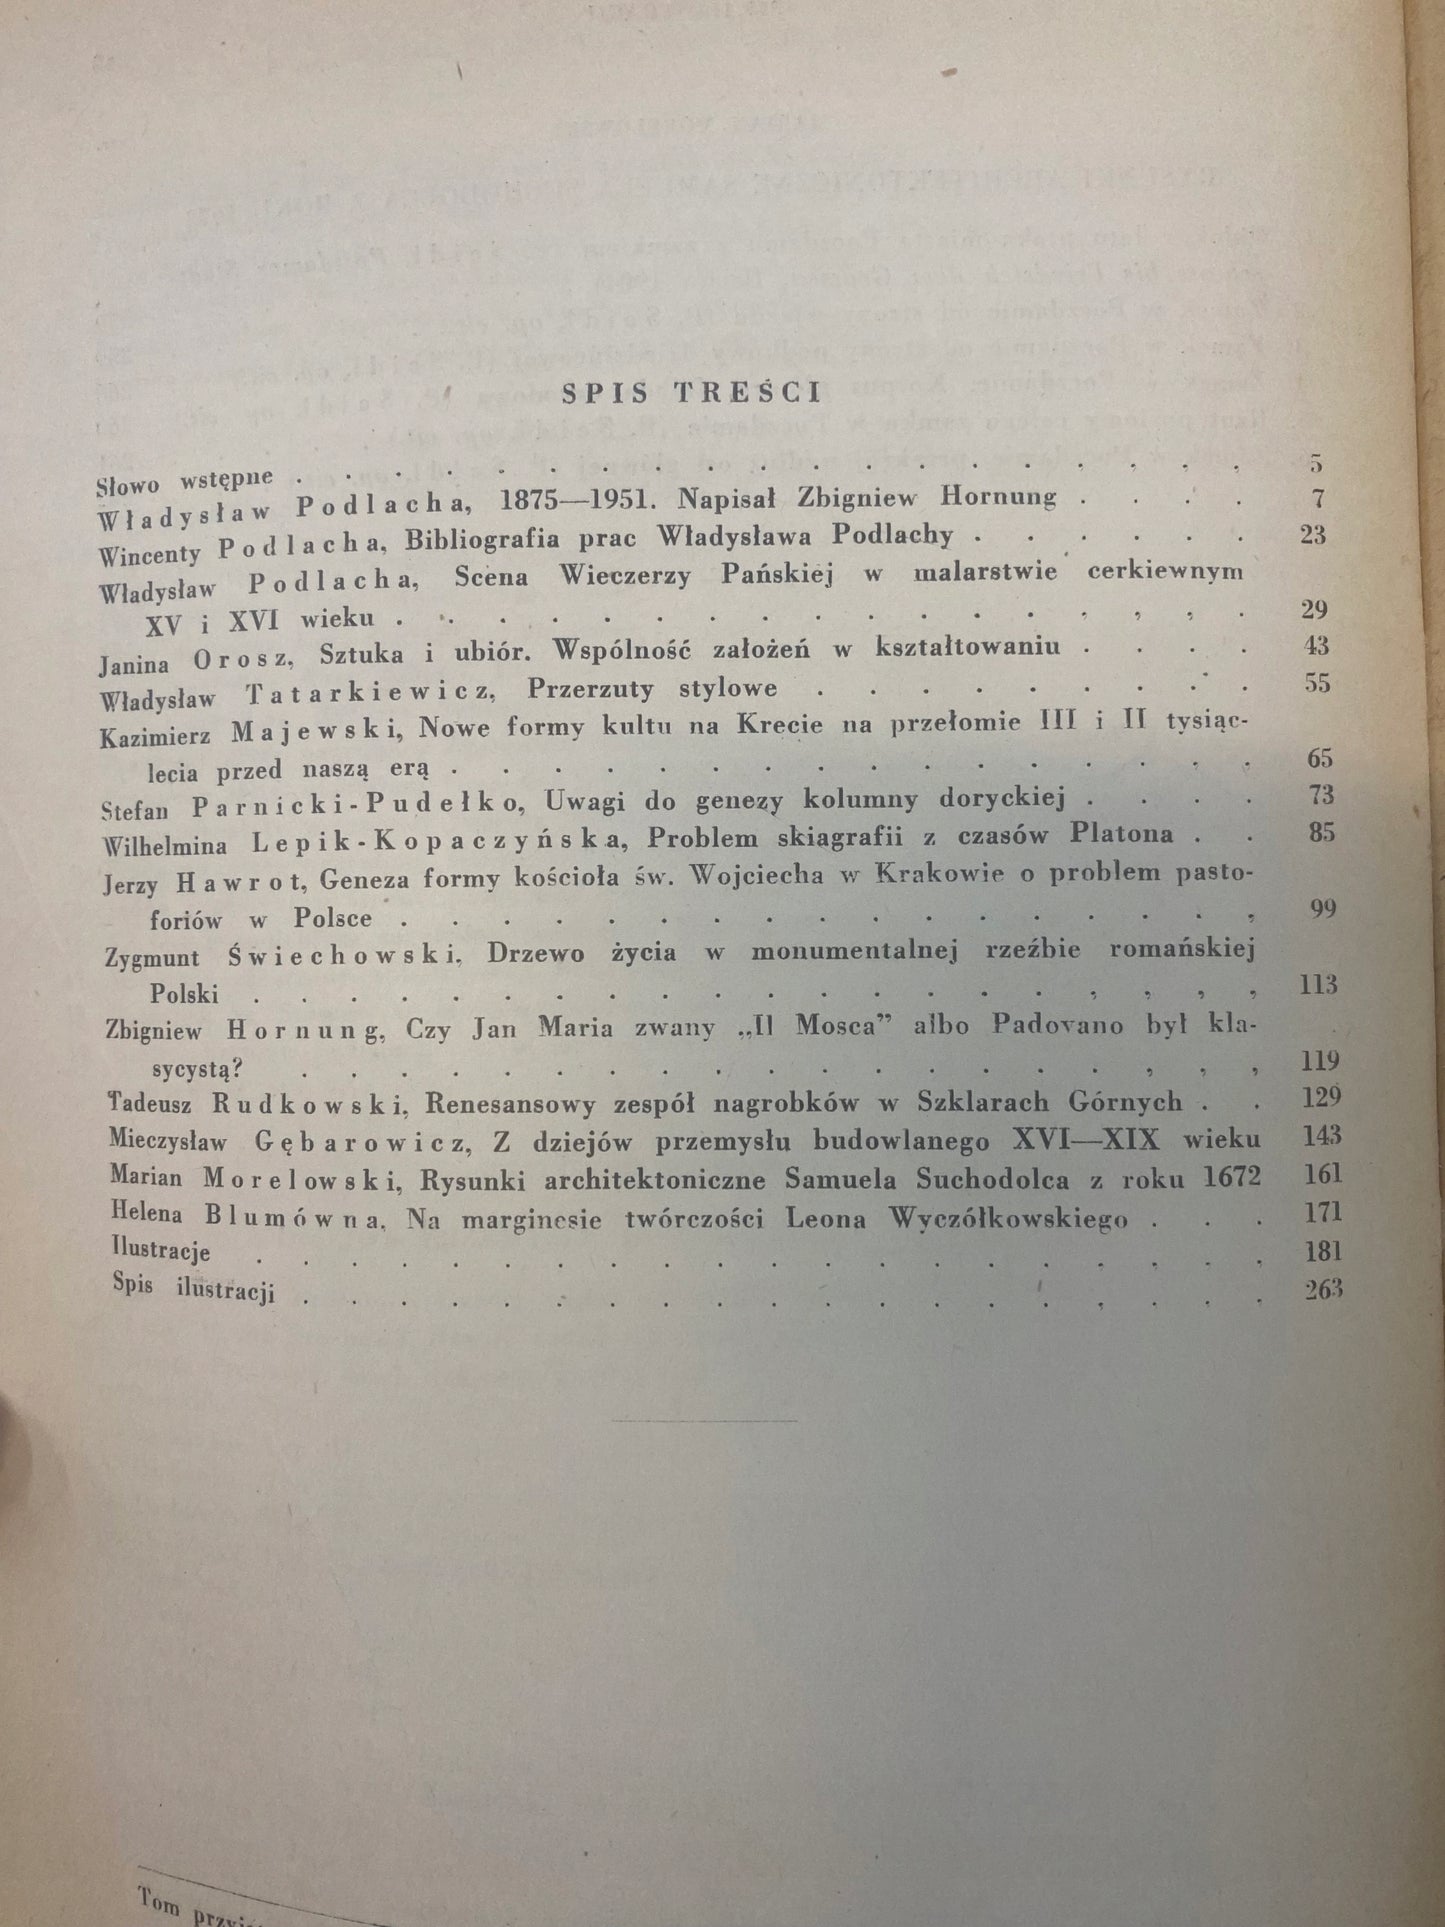 SPIS TREŚCI
Słowo wstępne . . . . . . . . . . . . . . . . . . . 5
Władysław Podlacha, 1875—1951. Napisał Zbigniew Hornung . . . . 7
Wincenty Podlacha, Bibliografia prac Władysława Podlachy . . . . . . 23
Władysław Podlacha, Scena Wieczerzy Pańskiej w malarstwie cerkiewnym
XV i XVI wieku . . . . . . . . . . . . . . . . . 29
Janina Orosz, Sztuka i ubiór. Wspólność założeń w kształtowaniu . . . . 43
Władysław Tatarkiewicz, Przerzuty stylowe . . . . . . . . . 55
Kazimierz Majewski, Nowe formy kultu na Krecie na przełomie III i II tysiąc-
lecia przed naszą erą . . . . . . . . . . . . . . . . 65
Stefan Parnicki-Pudełko, Uwagi do genezy kolumny doryckiej . . . . 73
Wilhelmina Lepik-Kopaczyńska, Problem skiagrafii z czasów Platona . . 85
Jerzy Hawrot, Geneza formy kościoła św. Wojciecha w Krakowie o problem pasto-
foriów w Polsce . . . . . . . . . . . . . . . . . 99
Zygmunt Świechowski, Drzewo życia w monumentalnej rzeźbie romańskiej
Polski . . . . . . . . . . . . . . . . . . . . 113
Zbigniew Hornung, Czy Jan Maria zwany „Il Mosca” albo Padovano był kla-
sycystą? . . . . . . . . . . . . . . . . . . . 119
Tadeusz Rudkowski, Renesansowy zespół nagrobków w Szklarach Górnych . . 129
Mieczysław Gębarowicz, Z dziejów przemysłu budowlanego XVI—XIX wieku 143
Marian Morelowski, Rysunki architektoniczne Samuela Suchodolca z roku 1672 161
Helena Blumówna, Na marginesie twórczości Leona Wyczółkowskiego . . . 171
Ilustracje . . . . . . . . . . . . . . . . . . . . 181
Spis ilustracji . . . . . . . . . . . . . . . . . . . 263
Tom